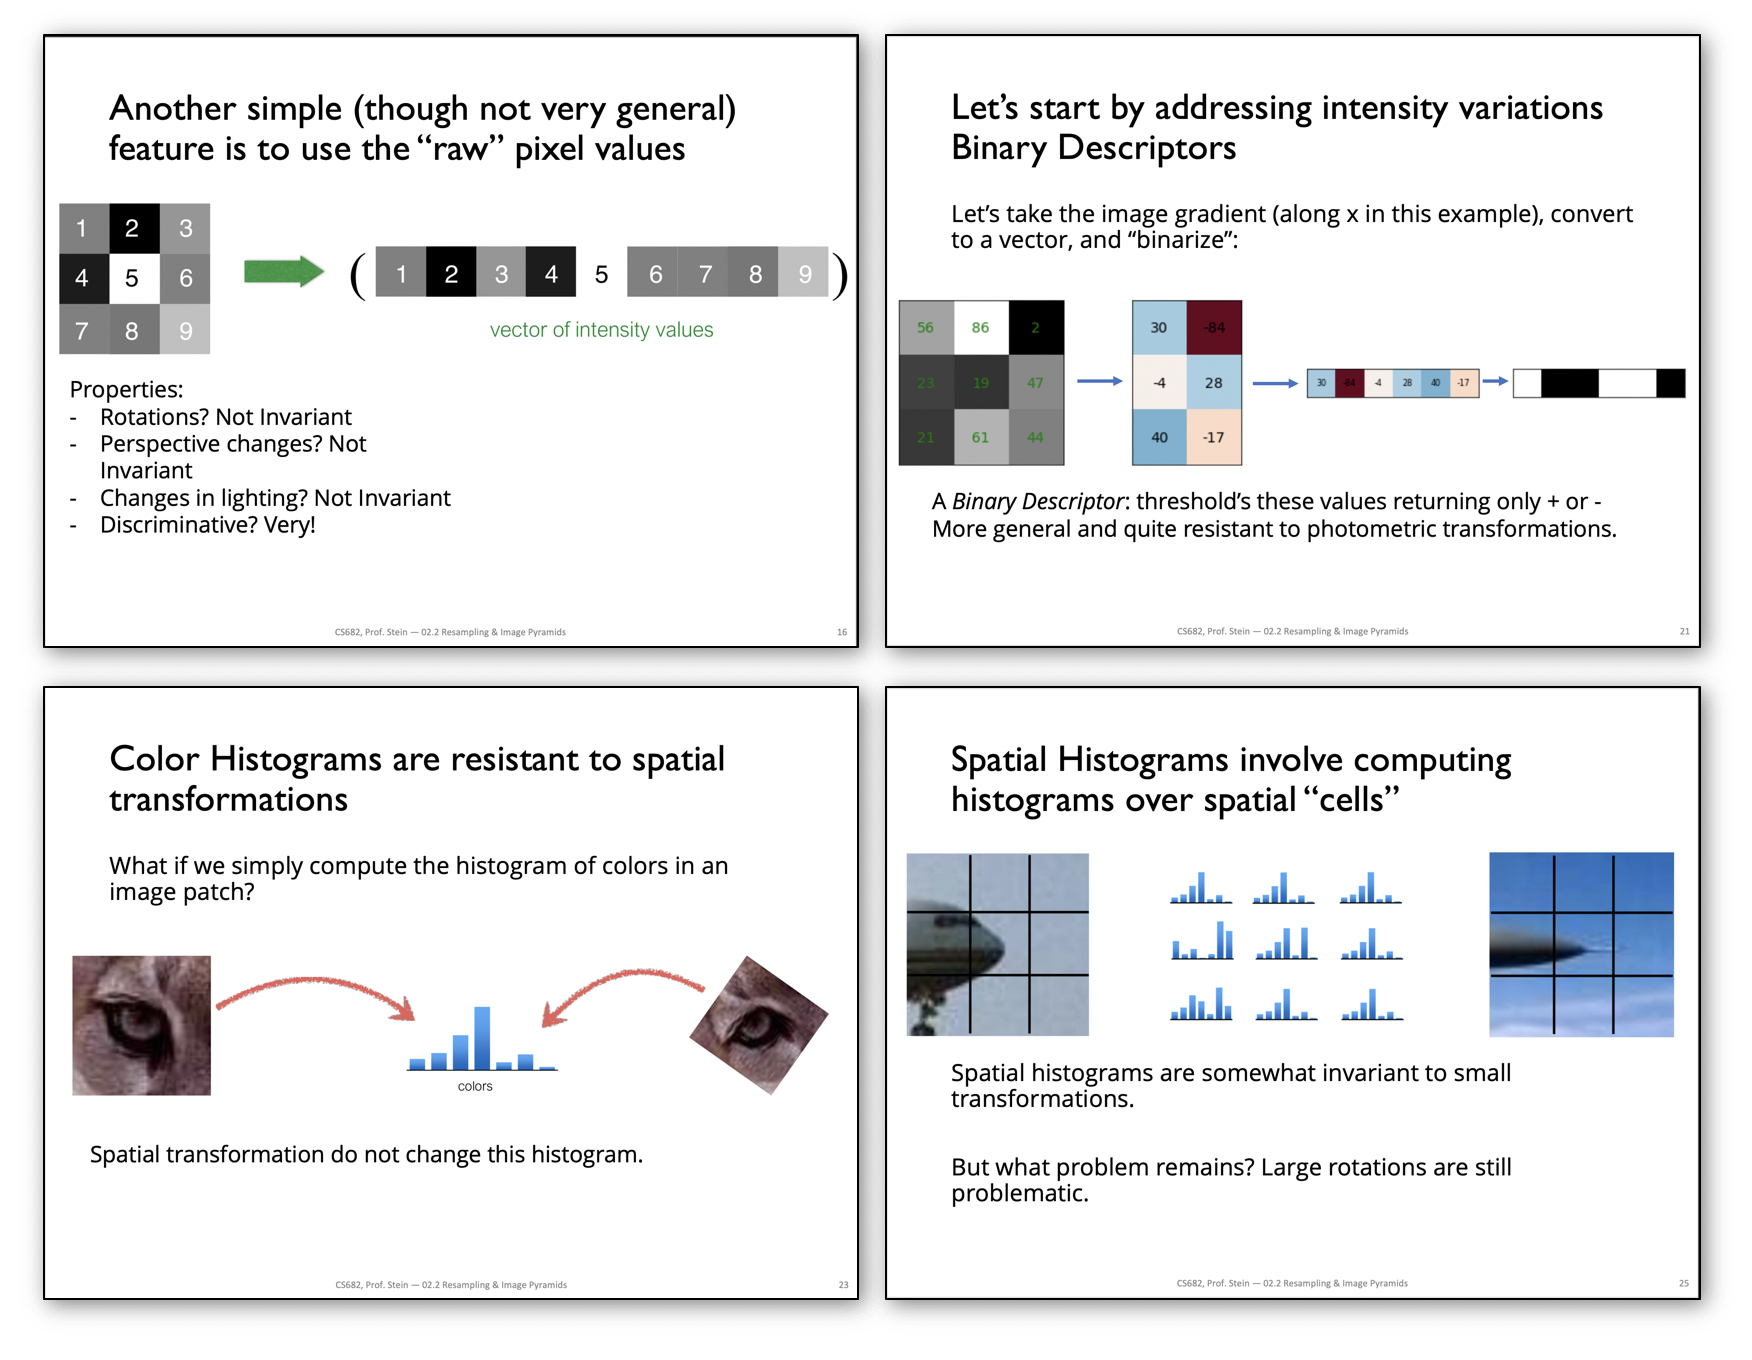 Another simple (though not very general)
feature is to use the “raw” pixel values
1 2 3
4 5 6
7 8 9
( 1 2 3 4 5 6 7 8 9 )
vector of intensity values
Properties:
- Rotations? Not Invariant
- Perspective changes? Not
Invariant
- Changes in lighting? Not Invariant
- Discriminative? Very!
CS682, Prof. Stein — 02.2 Resampling & Image Pyramids
16
Let’s start by addressing intensity variations
Binary Descriptors
Let’s take the image gradient (along x in this example), convert
to a vector, and “binarize”:
56 86 2
23 19 47
21 61 44
30 -84
-4 28
40 -17
30 -84 -4 28 40 -17
A Binary Descriptor: threshold’s these values returning only + or -
More general and quite resistant to photometric transformations.
CS682, Prof. Stein — 02.2 Resampling & Image Pyramids
21
Color Histograms are resistant to spatial
transformations
What if we simply compute the histogram of colors in an
image patch?
colors
Spatial transformation do not change this histogram.
CS682, Prof. Stein — 02.2 Resampling & Image Pyramids
23
Spatial Histograms involve computing
histograms over spatial “cells”
Spatial histograms are somewhat invariant to small
transformations.
But what problem remains? Large rotations are still
problematic.
CS682, Prof. Stein — 02.2 Resampling & Image Pyramids
25